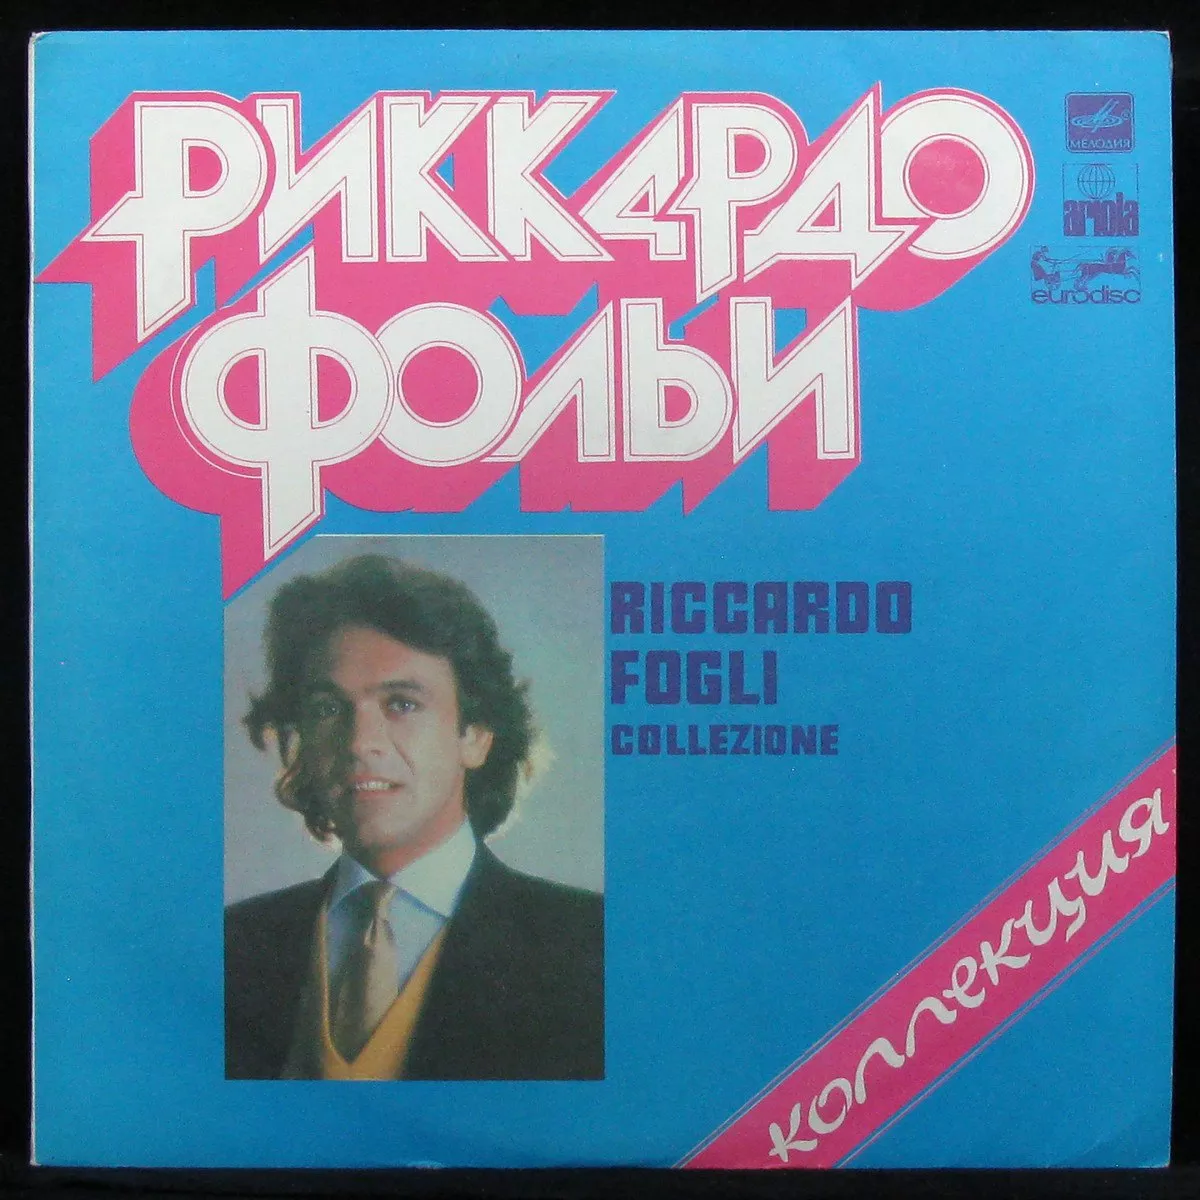 РИККАРДО
ФОЛЬИ
МЕЛОДИЯ
ariola
eurodisc
RICCARDO
FOGLI
COLLEZIONE
коллекция